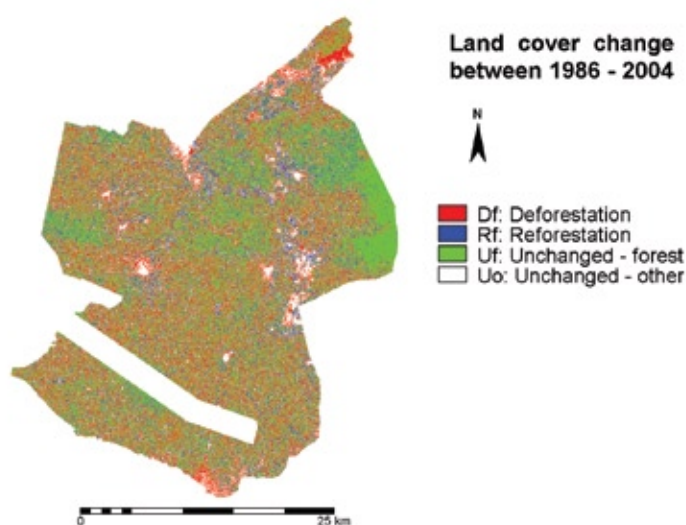 Land cover change
between 1986 - 2004
N
Df: Deforestation
Rf: Reforestation
Uf: Unchanged - forest
Uo: Unchanged - other
0 25 km